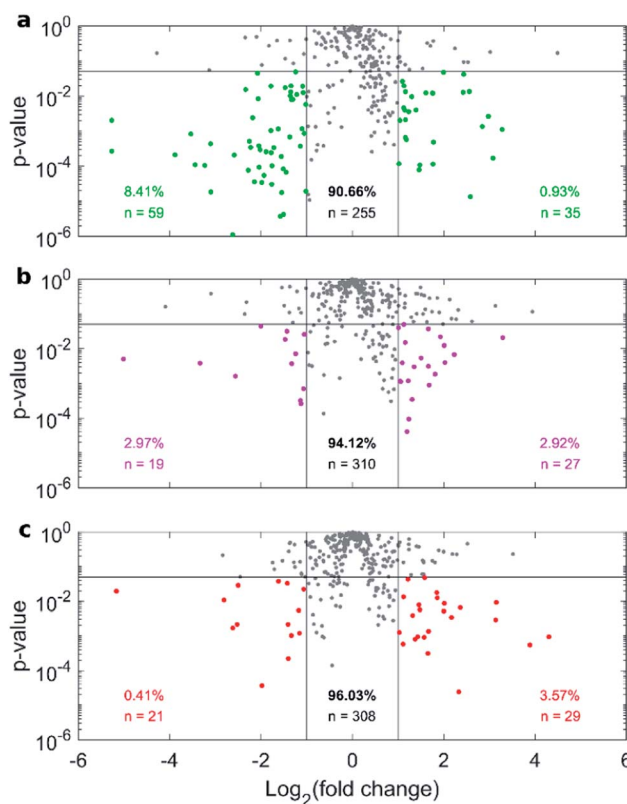 a
10^0
10^-2
10^-4
10^-6
p-value
8.41%
n = 59
90.66%
n = 255
0.93%
n = 35
b
10^0
10^-2
10^-4
10^-6
p-value
2.97%
n = 19
94.12%
n = 310
2.92%
n = 27
c
10^0
10^-2
10^-4
10^-6
p-value
0.41%
n = 21
96.03%
n = 308
3.57%
n = 29
-6 -4 -2 0 2 4 6
Log₂(fold change)